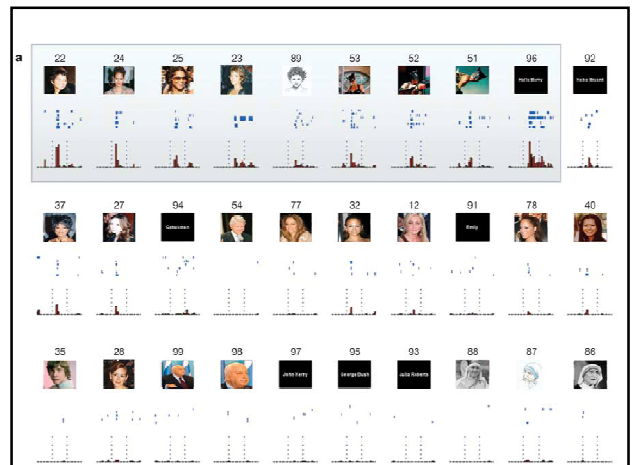 a
22 24 25 23 89 53 52 51 96 92
Halle Berry
37 27 94 54 77 32 12 91 78 40
Emily
35 28 99 98 97 95 93 88 87 86
John Kerry George Bush Julia Roberts